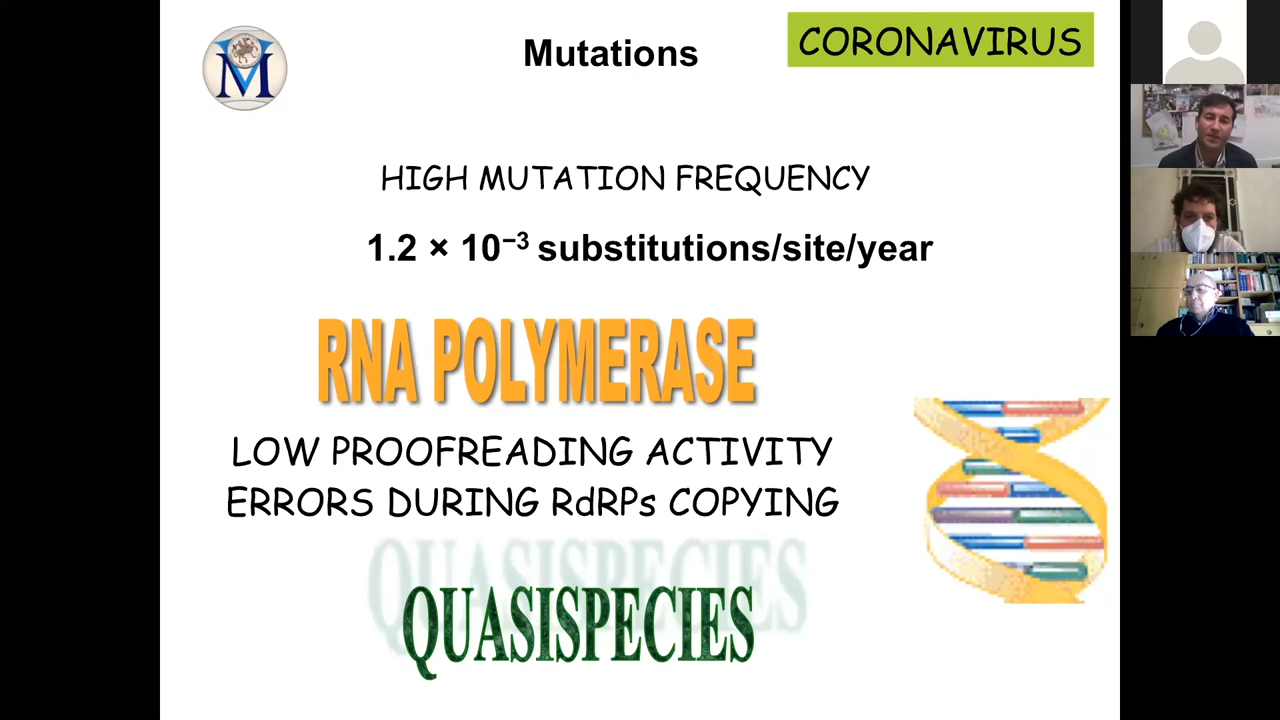 Mutations
CORONAVIRUS
HIGH MUTATION FREQUENCY
1.2 × 10⁻³ substitutions/site/year
RNA POLYMERASE
LOW PROOFREADING ACTIVITY
ERRORS DURING RdRPs COPYING
QUASISPECIES